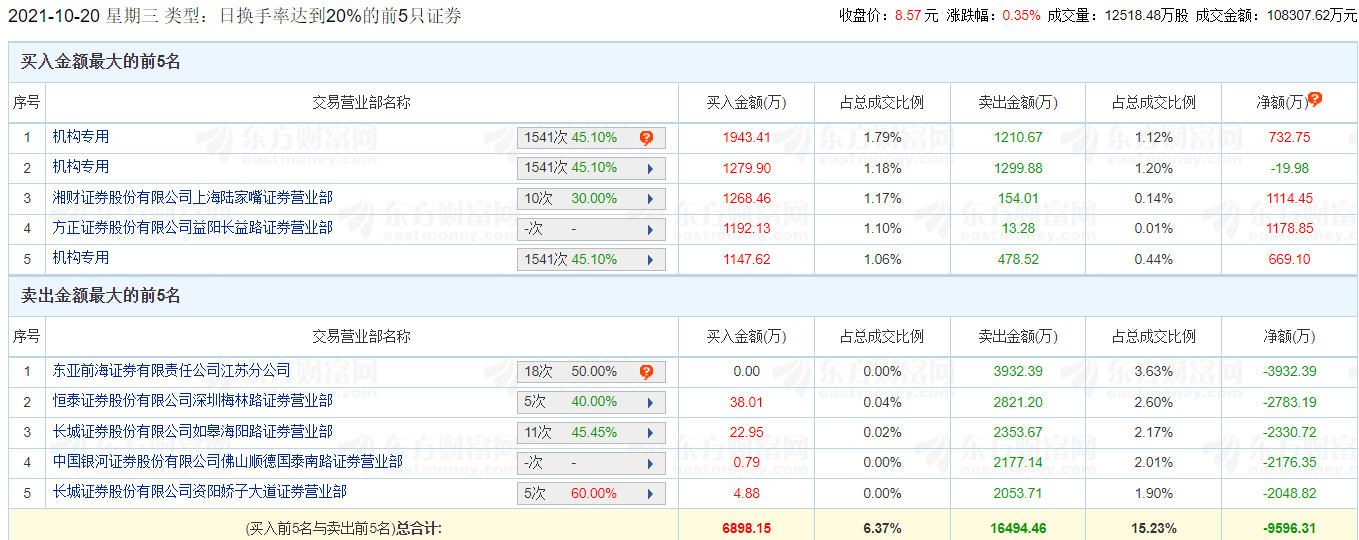 2021-10-20 星期三 类型：日换手率达到20%的前5只证券 收盘价：8.57 元 涨跌幅：0.35% 成交量：12518.48万股 成交金额：108307.62万元
买入金额最大的前5名
序号 交易营业部名称 买入金额(万) 占总成交比例 卖出金额(万) 占总成交比例 净额(万)
1 机构专用 1541次 45.10% 1943.41 1.79% 1210.67 1.12% 732.75
2 机构专用 1541次 45.10% 1279.90 1.18% 1299.88 1.20% -19.98
3 湘财证券股份有限公司上海陆家嘴证券营业部 10次 30.00% 1268.46 1.17% 154.01 0.14% 1114.45
4 方正证券股份有限公司益阳长益路证券营业部 -次 - 1192.13 1.10% 13.28 0.01% 1178.85
5 机构专用 1541次 45.10% 1147.62 1.06% 478.52 0.44% 669.10
卖出金额最大的前5名
序号 交易营业部名称 买入金额(万) 占总成交比例 卖出金额(万) 占总成交比例 净额(万)
1 东亚前海证券有限责任公司江苏分公司 18次 50.00% 0.00 0.00% 3932.39 3.63% -3932.39
2 恒泰证券股份有限公司深圳梅林路证券营业部 5次 40.00% 38.01 0.04% 2821.20 2.60% -2783.19
3 长城证券股份有限公司如皋海阳路证券营业部 11次 45.45% 22.95 0.02% 2353.67 2.17% -2330.72
4 中国银河证券股份有限公司佛山顺德国泰南路证券营业部 -次 - 0.79 0.00% 2177.14 2.01% -2176.35
5 长城证券股份有限公司资阳娇子大道证券营业部 5次 60.00% 4.88 0.00% 2053.71 1.90% -2048.82
(买入前5名与卖出前5名)总合计: 6898.15 6.37% 16494.46 15.23% -9596.31
东方财富网
eastmoney.com